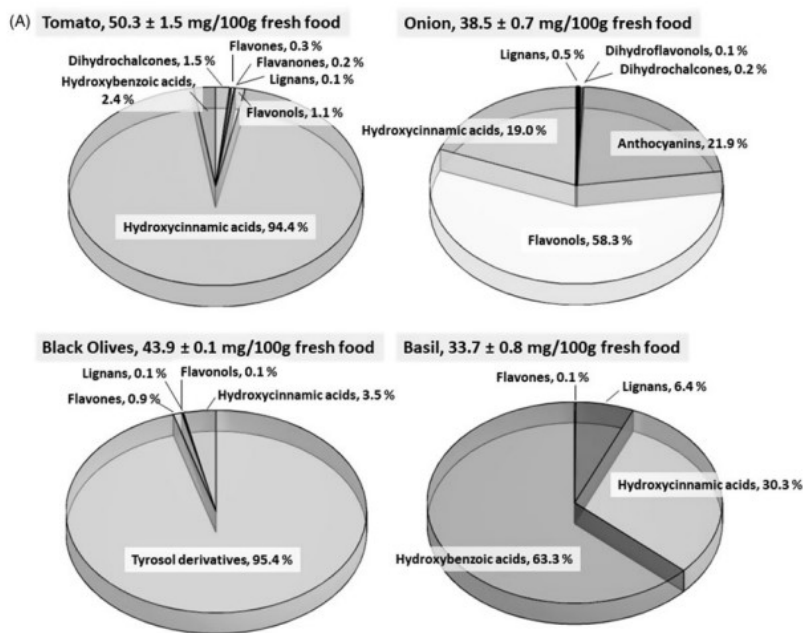 (A) Tomato, 50.3 ± 1.5 mg/100g fresh food
Flavones, 0.3 %
Dihydrochalcones, 1.5 %
Flavanones, 0.2 %
Hydroxybenzoic acids,
2.4 %
Lignans, 0.1 %
Flavonols, 1.1 %
Hydroxycinnamic acids, 94.4 %
Onion, 38.5 ± 0.7 mg/100g fresh food
Lignans, 0.5 %
Dihydroflavonols, 0.1 %
Dihydrochalcones, 0.2 %
Hydroxycinnamic acids, 19.0 %
Anthocyanins, 21.9 %
Flavonols, 58.3 %
Black Olives, 43.9 ± 0.1 mg/100g fresh food
Lignans, 0.1 %
Flavonols, 0.1 %
Flavones, 0.9 %
Hydroxycinnamic acids, 3.5 %
Tyrosol derivatives, 95.4 %
Basil, 33.7 ± 0.8 mg/100g fresh food
Flavones, 0.1 %
Lignans, 6.4 %
Hydroxycinnamic acids, 30.3 %
Hydroxybenzoic acids, 63.3 %